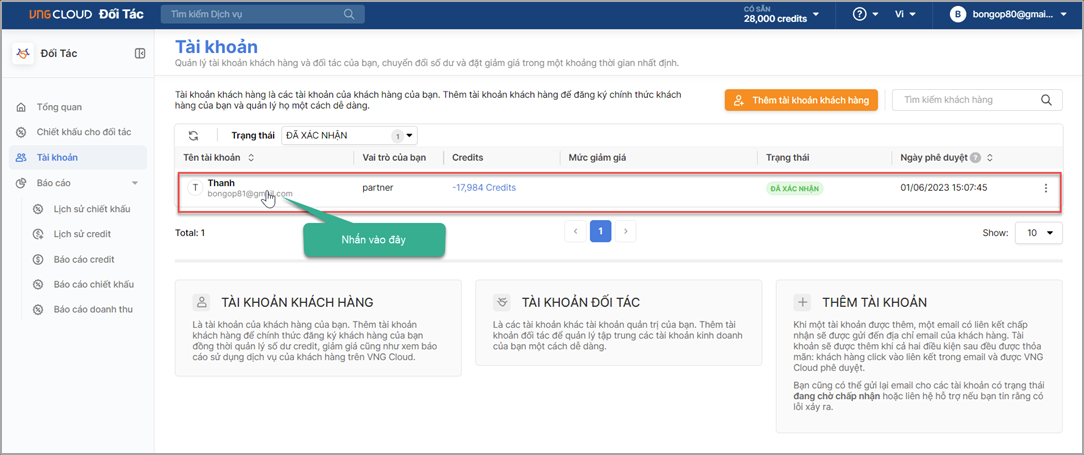 VNG CLOUD Đối Tác
Tìm kiếm Dịch vụ
CÓ SẴN
28,000 credits
Vi
B
bongop80@gmai...
Đối Tác
Tổng quan
Chiết khấu cho đối tác
Tài khoản
Báo cáo
Lịch sử chiết khấu
Lịch sử credit
Báo cáo credit
Báo cáo chiết khấu
Báo cáo doanh thu
Tài khoản
Quản lý tài khoản khách hàng và đối tác của bạn, chuyển đổi số dư và đặt giảm giá trong một khoảng thời gian nhất định.
Tài khoản khách hàng là các tài khoản của khách hàng của bạn. Thêm tài khoản khách hàng để đăng ký chính thức khách
hàng của bạn và quản lý họ một cách dễ dàng.
Thêm tài khoản khách hàng
Tìm kiếm khách hàng
Trạng thái
ĐÃ XÁC NHẬN 1
Tên tài khoản
Vai trò của bạn
Credits
Mức giảm giá
Trạng thái
Ngày phê duyệt
T
Thanh
bongop81@gmail.com
partner
-17,984 Credits
ĐÃ XÁC NHẬN
01/06/2023 15:07:45
Nhấn vào đây
Total: 1
1
Show: 10
TÀI KHOẢN KHÁCH HÀNG
Là tài khoản của khách hàng của bạn. Thêm tài khoản
khách hàng để chính thức đăng ký khách hàng của bạn
đồng thời quản lý số dư credit, giảm giá cũng như xem báo
cáo sử dụng dịch vụ của khách hàng trên VNG Cloud.
TÀI KHOẢN ĐỐI TÁC
Là các tài khoản khác tài khoản quản trị của bạn. Thêm tài
khoản đối tác để quản lý tập trung các tài khoản kinh doanh
của bạn một cách dễ dàng.
THÊM TÀI KHOẢN
Khi một tài khoản được thêm, một email có liên kết chấp
nhận sẽ được gửi đến địa chỉ email của khách hàng. Tài
khoản sẽ được thêm khi cả hai điều kiện sau đều được thỏa
mãn: khách hàng click vào liên kết trong email và được VNG
Cloud phê duyệt.
Bạn cũng có thể gửi lại email cho các tài khoản có trạng thái
đang chờ chấp nhận hoặc liên hệ hỗ trợ nếu bạn tin rằng có
lỗi xảy ra.